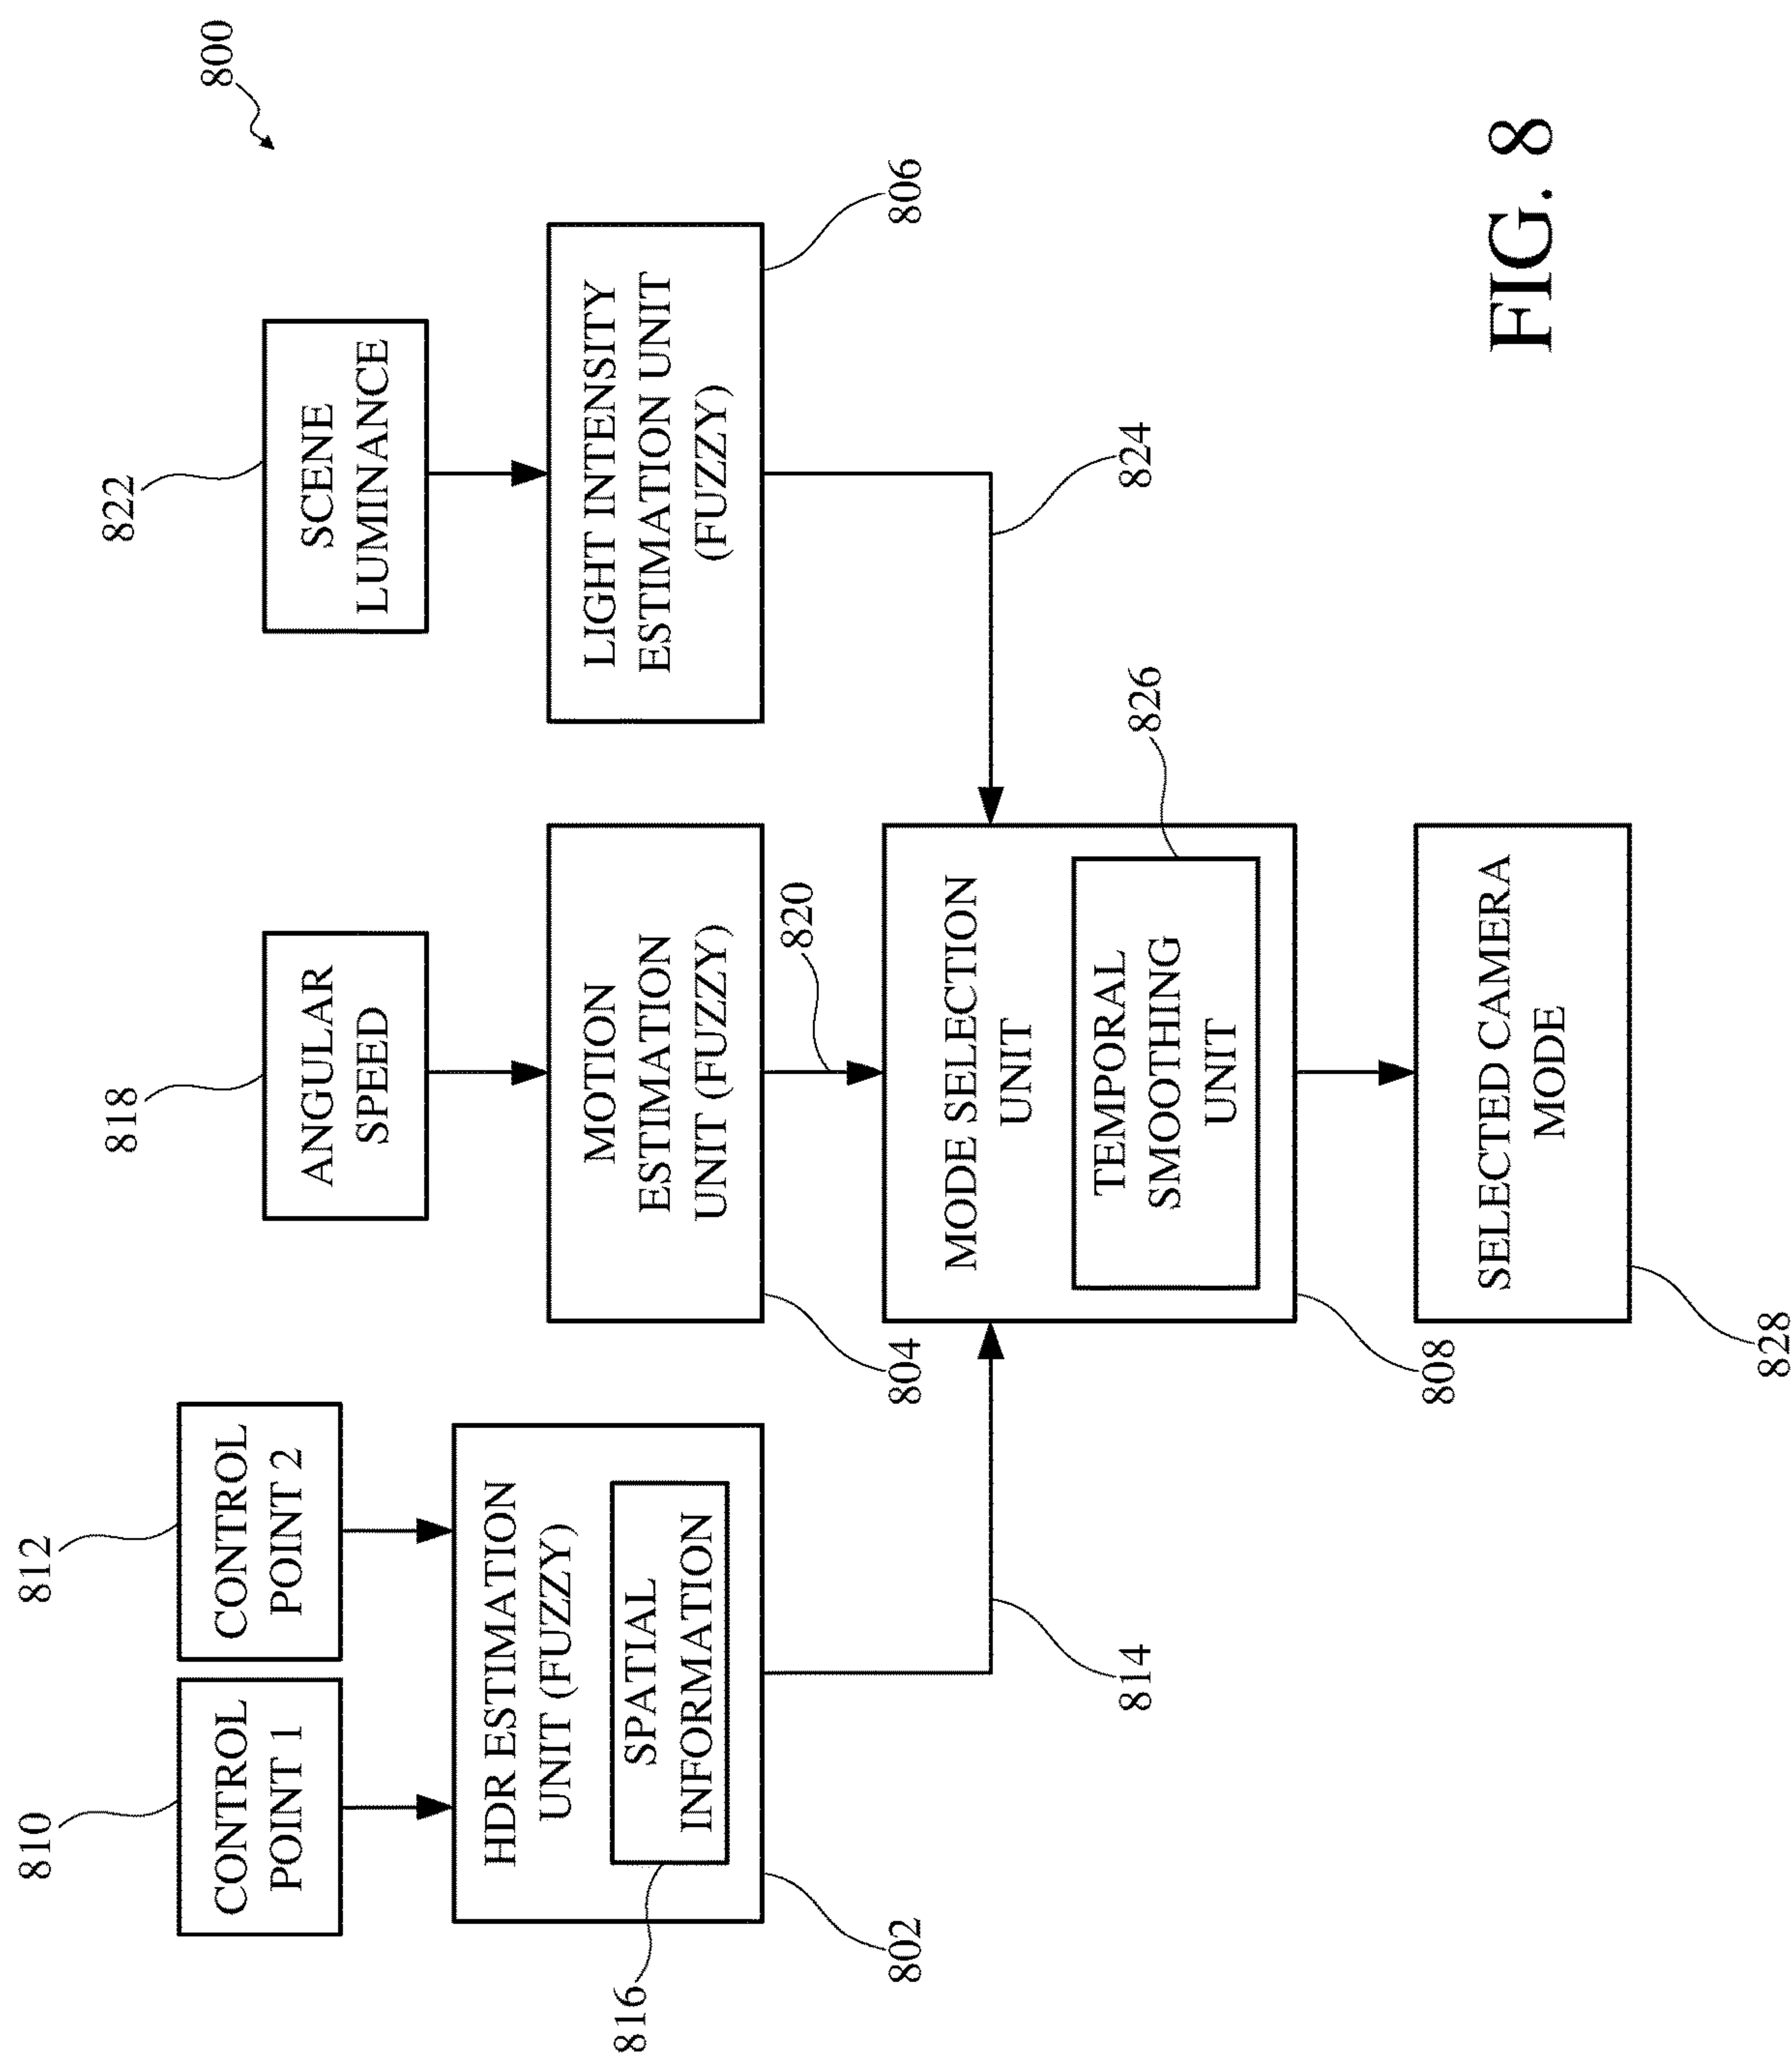 800
810
CONTROL
POINT 1
812
CONTROL
POINT 2
818
ANGULAR
SPEED
822
SCENE
LUMINANCE
HDR ESTIMATION
UNIT (FUZZY)
SPATIAL
INFORMATION
816
802
MOTION
ESTIMATION
UNIT (FUZZY)
804
LIGHT INTENSITY
ESTIMATION UNIT
(FUZZY)
806
820
814
824
MODE SELECTION
UNIT
TEMPORAL
SMOOTHING
UNIT
826
808
SELECTED CAMERA
MODE
828
FIG. 8